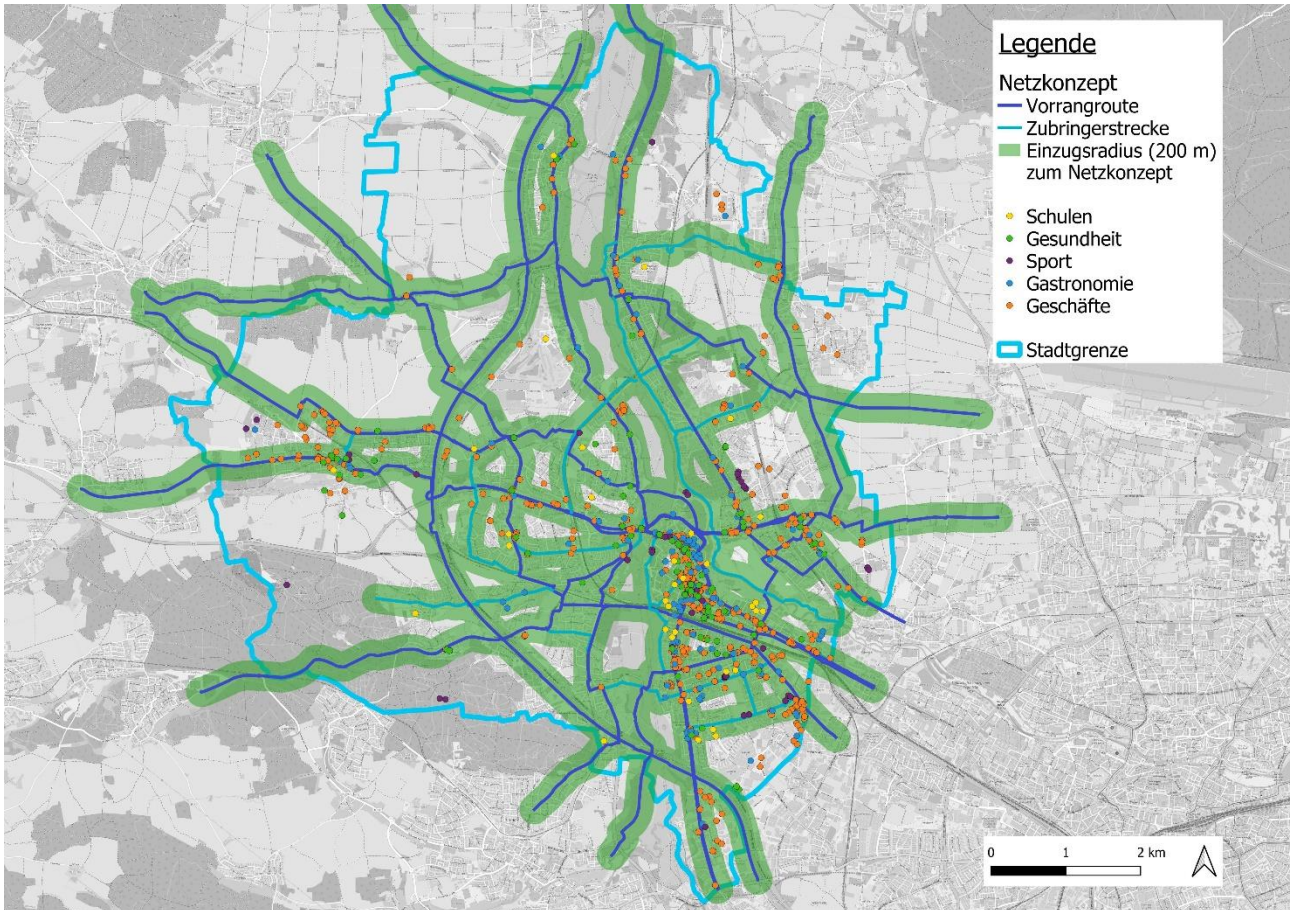 Legende
Netzkonzept
Vorrangroute
Zubringerstrecke
Einzugsradius (200 m)
zum Netzkonzept
Schulen
Gesundheit
Sport
Gastronomie
Geschäfte
Stadtgrenze
0 1 2 km